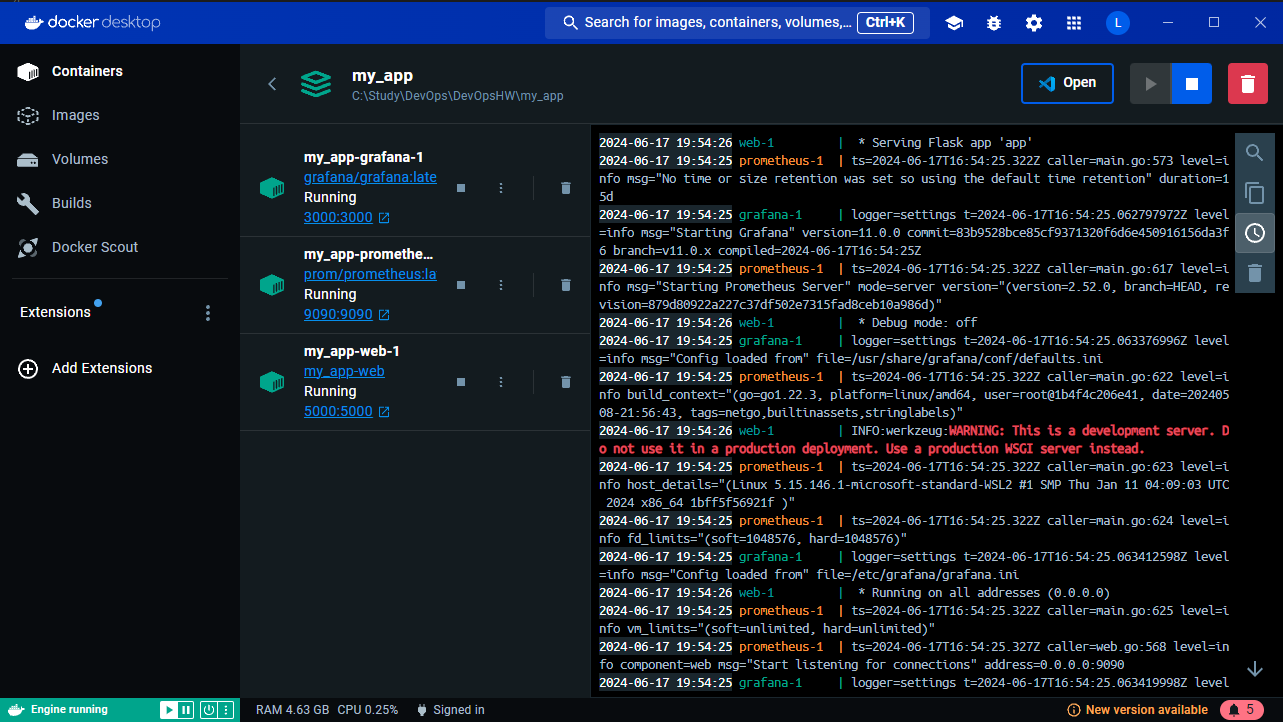 docker desktop
Search for images, containers, volumes,... Ctrl+K
L
Containers
Images
Volumes
Builds
Docker Scout
Extensions
Add Extensions
my_app
C:\Study\DevOps\DevOpsHW\my_app
Open
my_app-grafana-1
grafana/grafana:late
Running
3000:3000
my_app-promethe...
prom/prometheus:la
Running
9090:9090
my_app-web-1
my_app-web
Running
5000:5000
2024-06-17 19:54:26 web-1 | * Serving Flask app 'app'
2024-06-17 19:54:25 prometheus-1 | ts=2024-06-17T16:54:25.322Z caller=main.go:573 level=i
nfo msg="No time or size retention was set so using the default time retention" duration=1
5d
2024-06-17 19:54:25 grafana-1 | logger=settings t=2024-06-17T16:54:25.062797972Z level
=info msg="Starting Grafana" version=11.0.0 commit=83b9528bce85cf9371320f6d6e450916156da3f
6 branch=v11.0.x compiled=2024-06-17T16:54:25Z
2024-06-17 19:54:25 prometheus-1 | ts=2024-06-17T16:54:25.322Z caller=main.go:617 level=i
nfo msg="Starting Prometheus Server" mode=server version="(version=2.52.0, branch=HEAD, re
vision=879d80922a227c37df502e7315fad8ceb10a986d)"
2024-06-17 19:54:26 web-1 | * Debug mode: off
2024-06-17 19:54:25 grafana-1 | logger=settings t=2024-06-17T16:54:25.063376996Z level
=info msg="Config loaded from" file=/usr/share/grafana/conf/defaults.ini
2024-06-17 19:54:25 prometheus-1 | ts=2024-06-17T16:54:25.322Z caller=main.go:622 level=i
nfo build_context="(go=go1.22.3, platform=linux/amd64, user=root@1b4f4c206e41, date=202405
08-21:56:43, tags=netgo,builtinassets,stringlabels)"
2024-06-17 19:54:26 web-1 | INFO:werkzeug:WARNING: This is a development server. D
o not use it in a production deployment. Use a production WSGI server instead.
2024-06-17 19:54:25 prometheus-1 | ts=2024-06-17T16:54:25.322Z caller=main.go:623 level=i
nfo host_details="(Linux 5.15.146.1-microsoft-standard-WSL2 #1 SMP Thu Jan 11 04:09:03 UTC
2024 x86_64 1bff5f56921f )"
2024-06-17 19:54:25 prometheus-1 | ts=2024-06-17T16:54:25.322Z caller=main.go:624 level=i
nfo fd_limits="(soft=1048576, hard=1048576)"
2024-06-17 19:54:25 grafana-1 | logger=settings t=2024-06-17T16:54:25.063412598Z level
=info msg="Config loaded from" file=/etc/grafana/grafana.ini
2024-06-17 19:54:26 web-1 | * Running on all addresses (0.0.0.0)
2024-06-17 19:54:25 prometheus-1 | ts=2024-06-17T16:54:25.322Z caller=main.go:625 level=i
nfo vm_limits="(soft=unlimited, hard=unlimited)"
2024-06-17 19:54:25 prometheus-1 | ts=2024-06-17T16:54:25.327Z caller=web.go:568 level=in
fo component=web msg="Start listening for connections" address=0.0.0.0:9090
2024-06-17 19:54:25 grafana-1 | logger=settings t=2024-06-17T16:54:25.063419998Z level
Engine running
RAM 4.63 GB CPU 0.25% Signed in
New version available
5